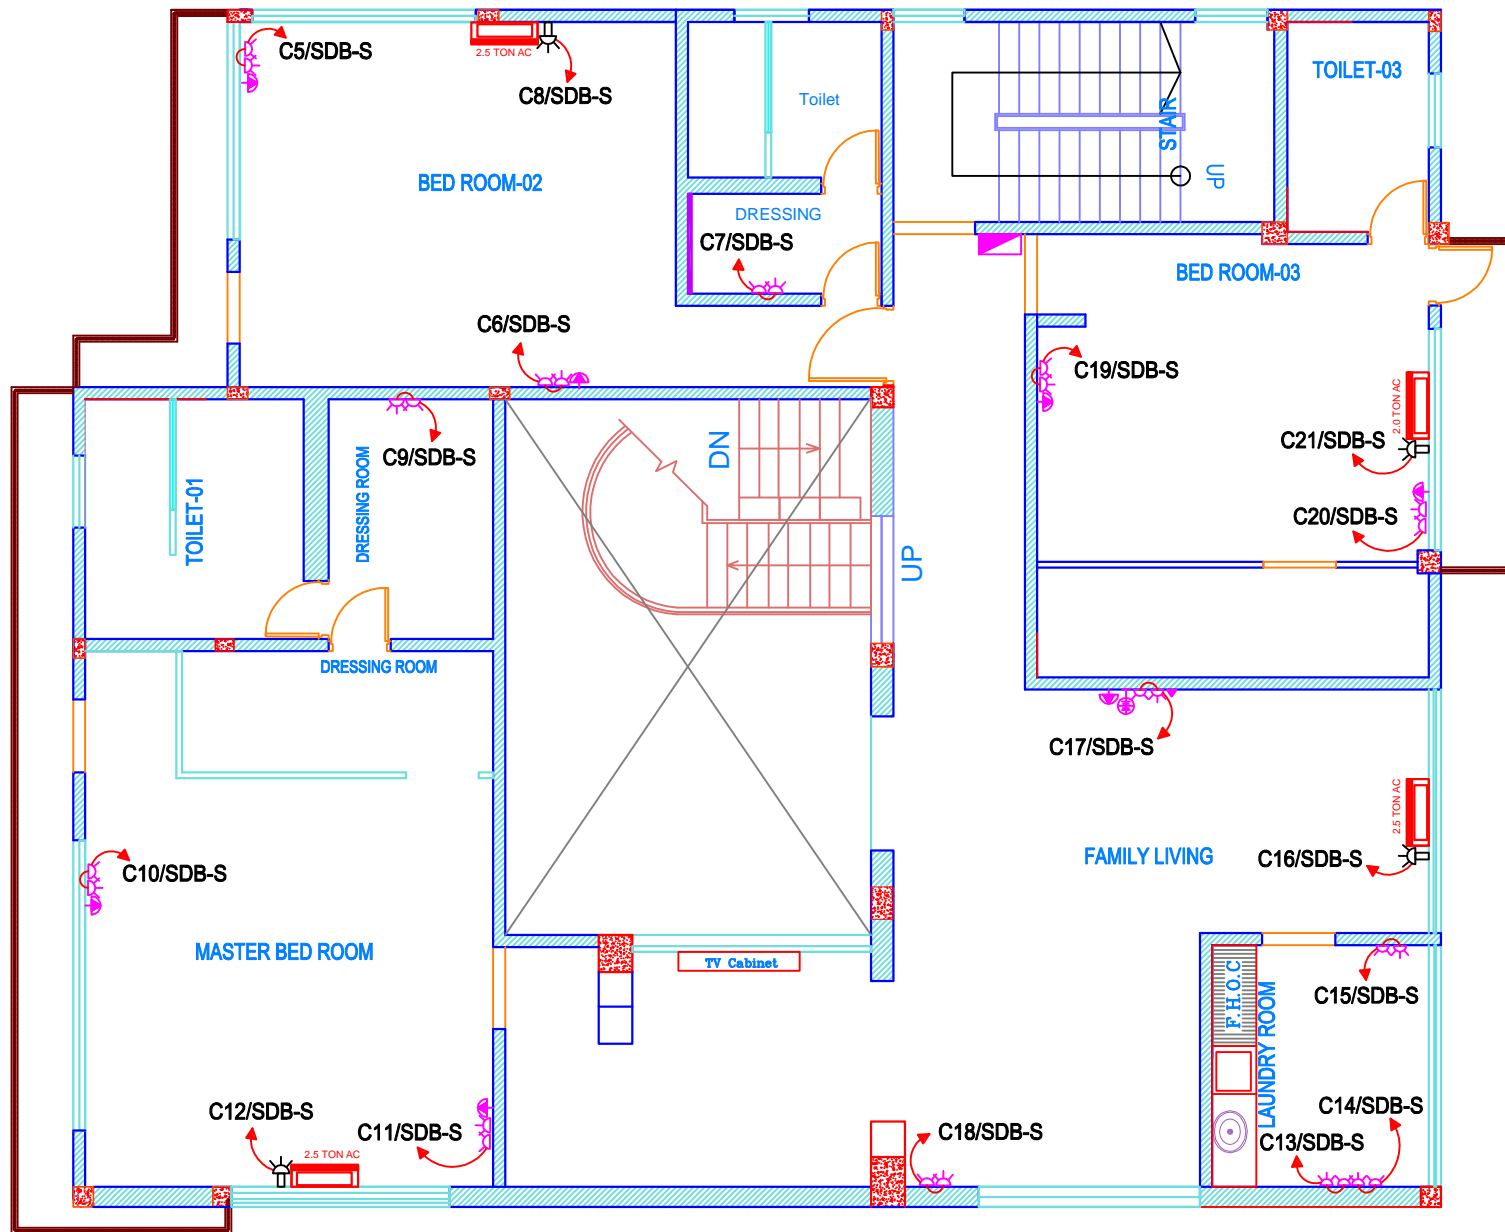 C5/SDB-S
2.5 TON AC
C8/SDB-S
Toilet
STAIR
UP
TOILET-03
BED ROOM-02
DRESSING
C7/SDB-S
BED ROOM-03
C6/SDB-S
C19/SDB-S
2.0 TON AC
C21/SDB-S
C9/SDB-S
DN
TOILET-01
DRESSING ROOM
C20/SDB-S
UP
DRESSING ROOM
C17/SDB-S
2.5 TON AC
FAMILY LIVING
C16/SDB-S
C10/SDB-S
MASTER BED ROOM
TV Cabinet
F.H.O.C
C15/SDB-S
LAUNDRY ROOM
C12/SDB-S
C11/SDB-S
2.5 TON AC
C18/SDB-S
C14/SDB-S
C13/SDB-S